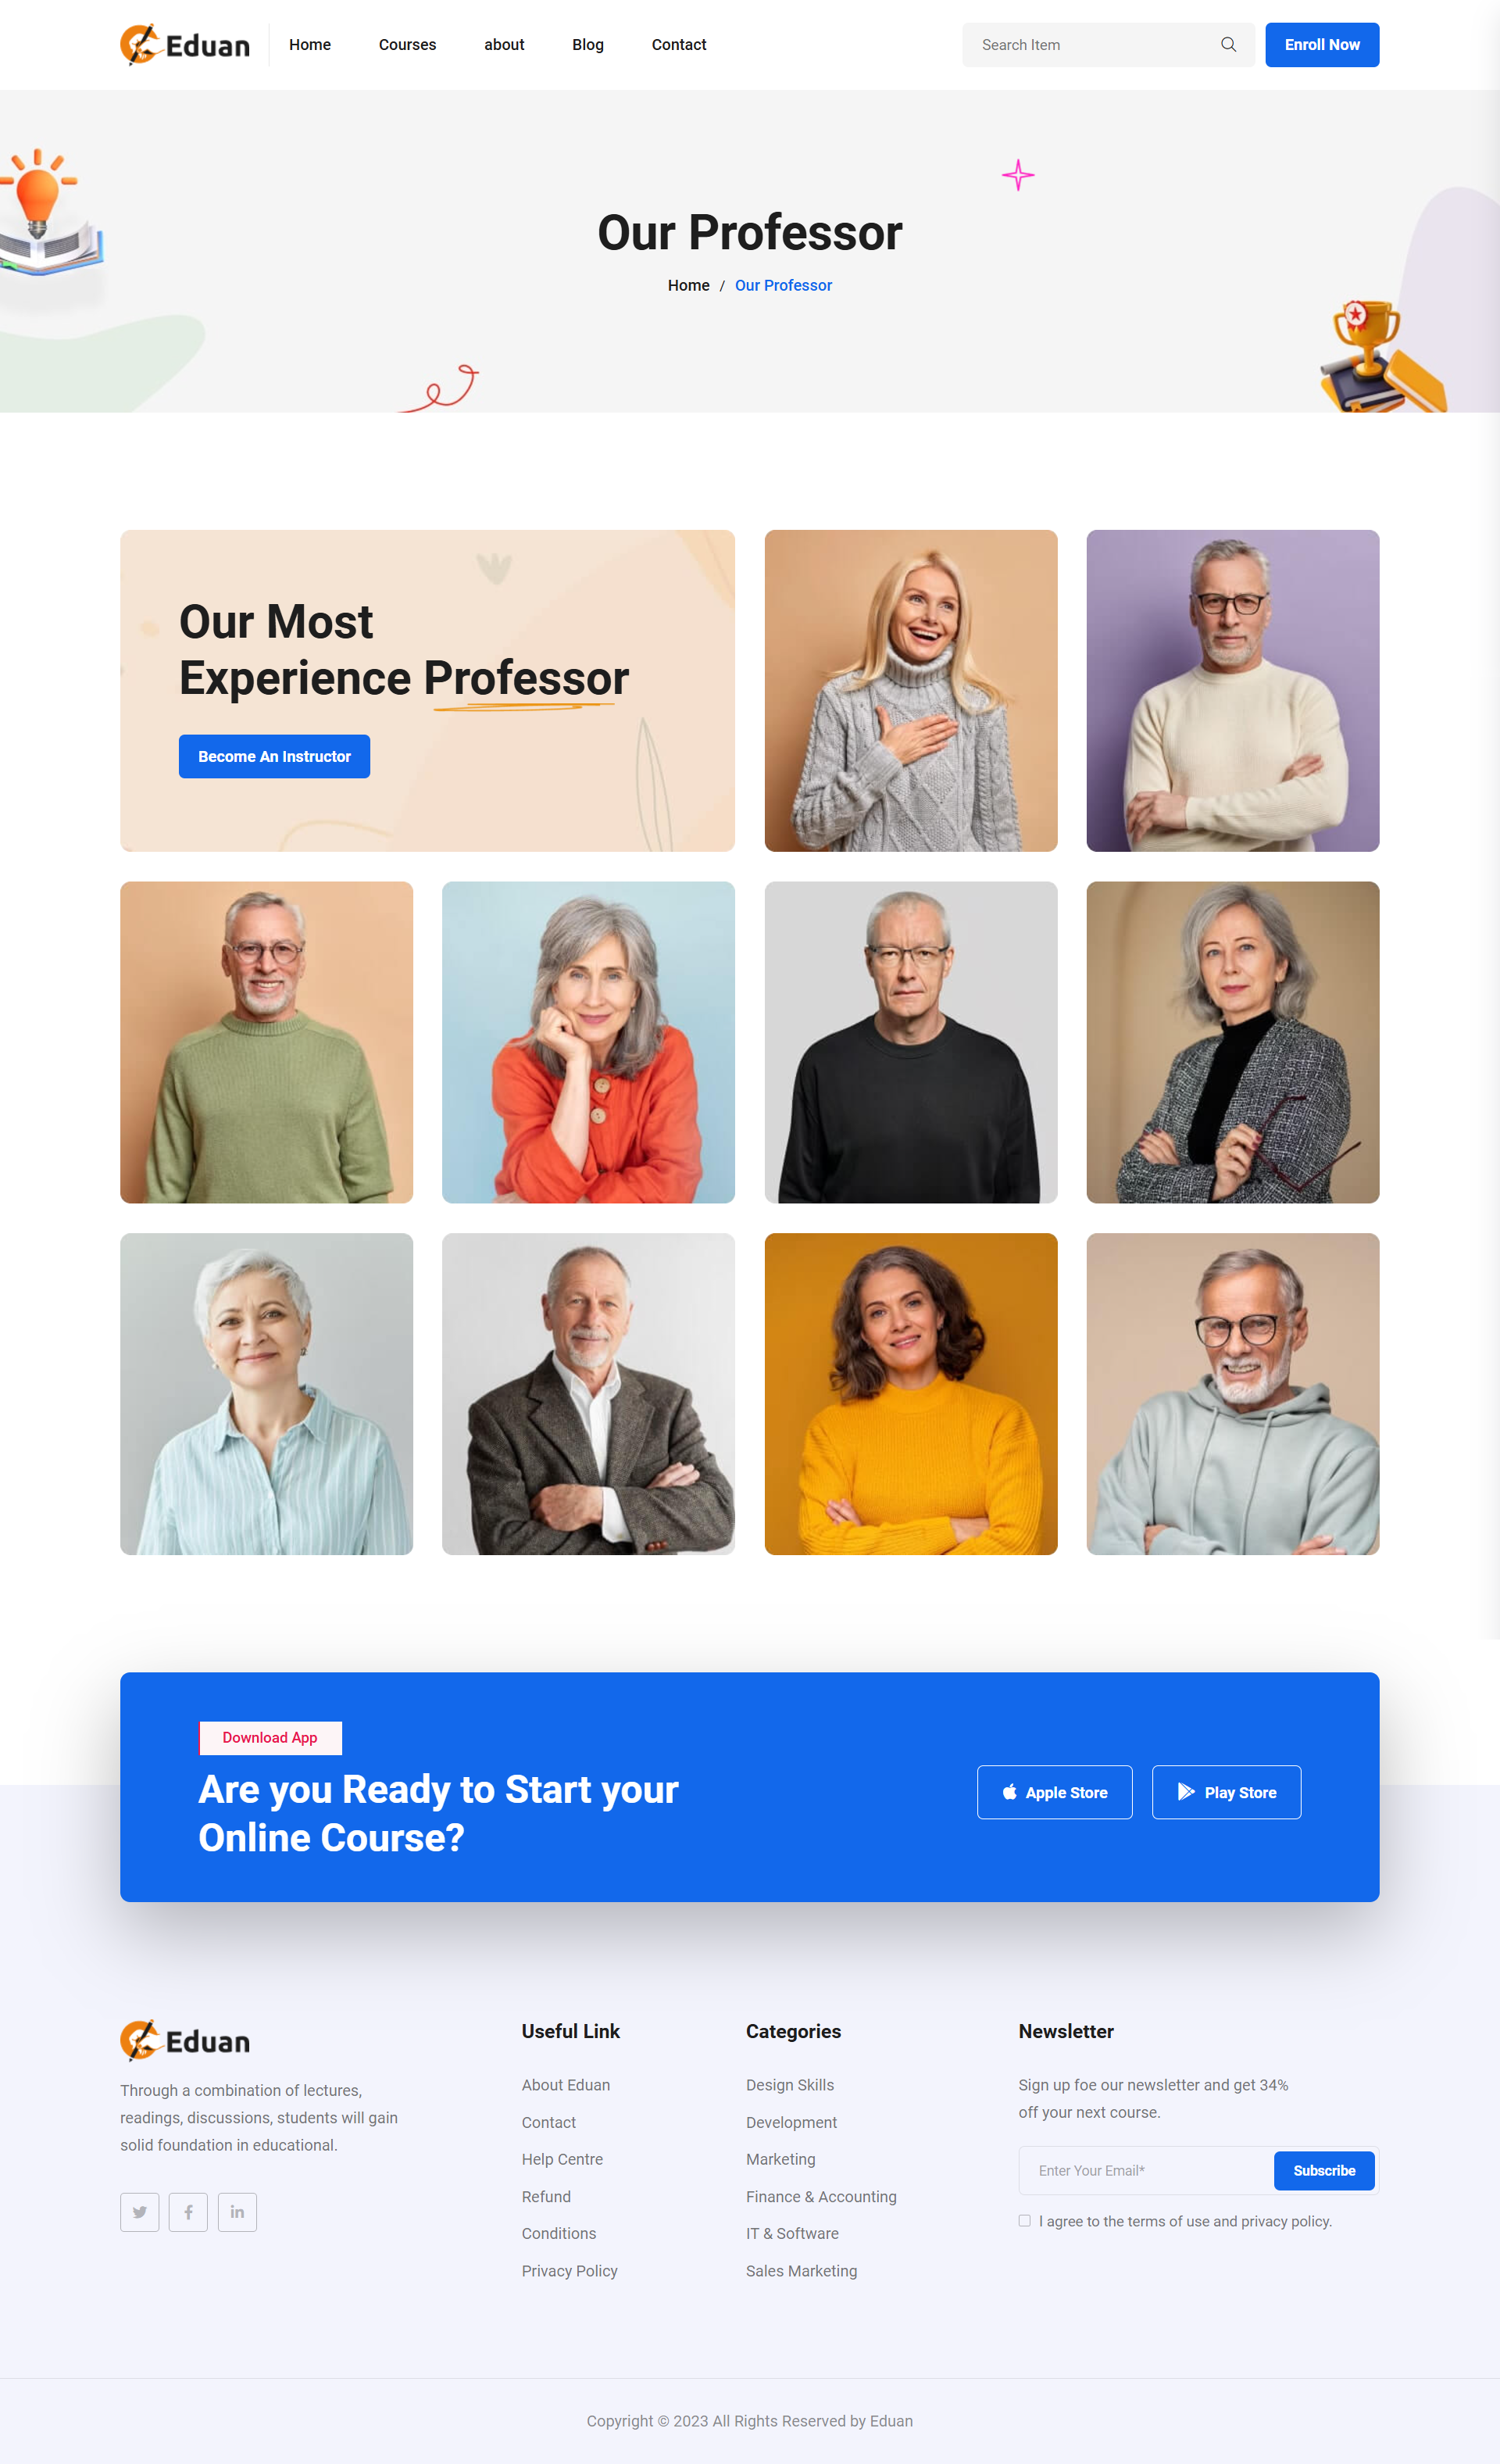 Eduan
Home
Courses
about
Blog
Contact
Search Item
Enroll Now
Our Professor
Home / Our Professor
Our Most
Experience Professor
Become An Instructor
Download App
Are you Ready to Start your
Online Course?
Apple Store
Play Store
Eduan
Through a combination of lectures,
readings, discussions, students will gain
solid foundation in educational.
Useful Link
About Eduan
Contact
Help Centre
Refund
Conditions
Privacy Policy
Categories
Design Skills
Development
Marketing
Finance & Accounting
IT & Software
Sales Marketing
Newsletter
Sign up foe our newsletter and get 34%
off your next course.
Enter Your Email*
Subscribe
I agree to the terms of use and privacy policy.
Copyright © 2023 All Rights Reserved by Eduan